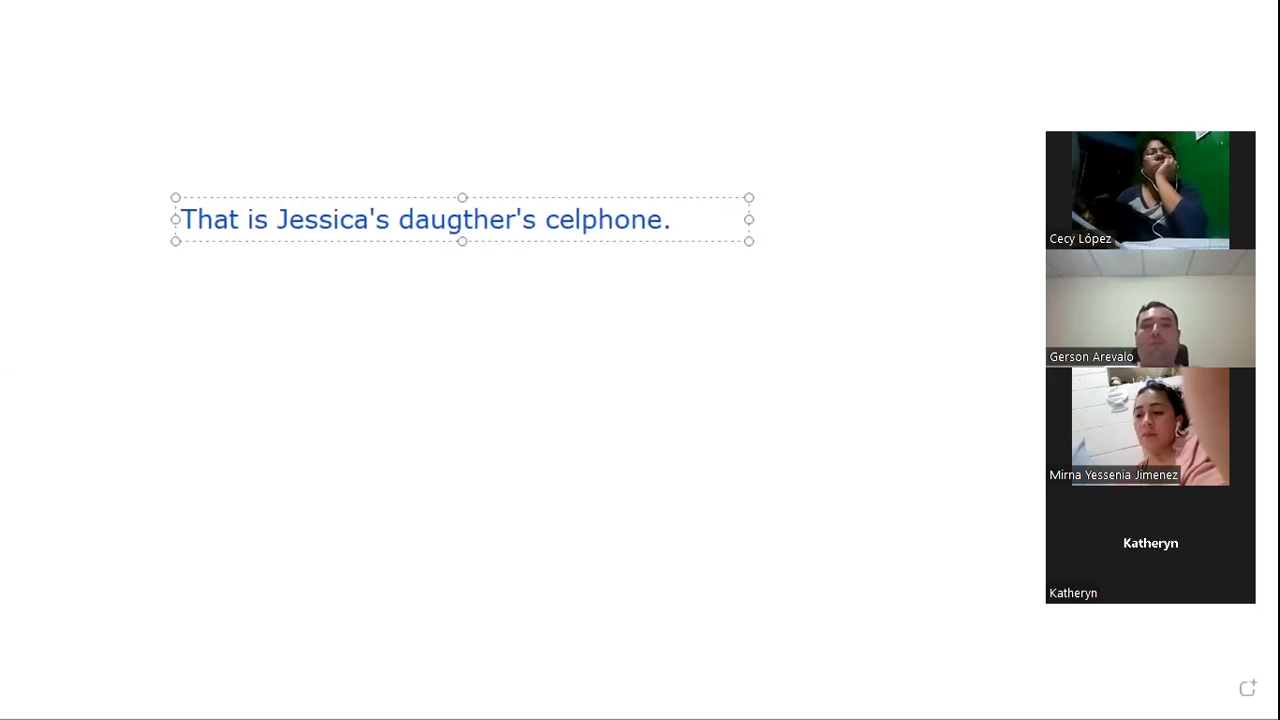 That is Jessica's daugther's celphone.
Cecy López
Gerson Arevalo
Mirna Yessenia Jimenez
Katheryn
Katheryn